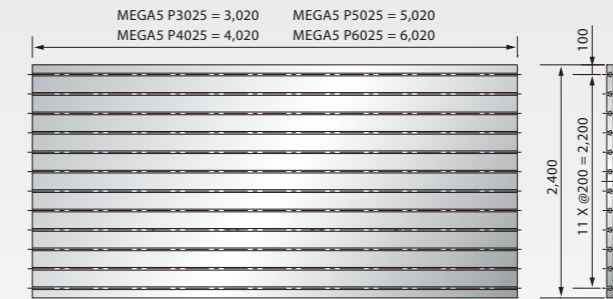 MEGA5 P3025 = 3,020 MEGA5 P5025 = 5,020
MEGA5 P4025 = 4,020 MEGA5 P6025 = 6,020
100
2,400
11 X @200 = 2,200